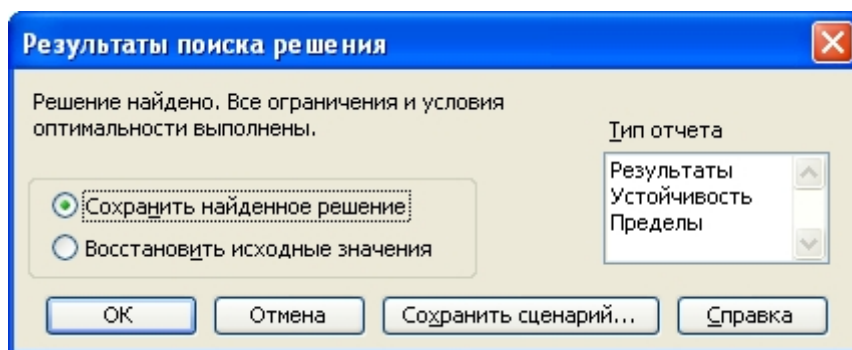 Результаты поиска решения
Решение найдено. Все ограничения и условия
оптимальности выполнены.
Тип отчета
Результаты
Устойчивость
Пределы
Сохранить найденное решение
Восстановить исходные значения
ОК
Отмена
Сохранить сценарий...
Справка